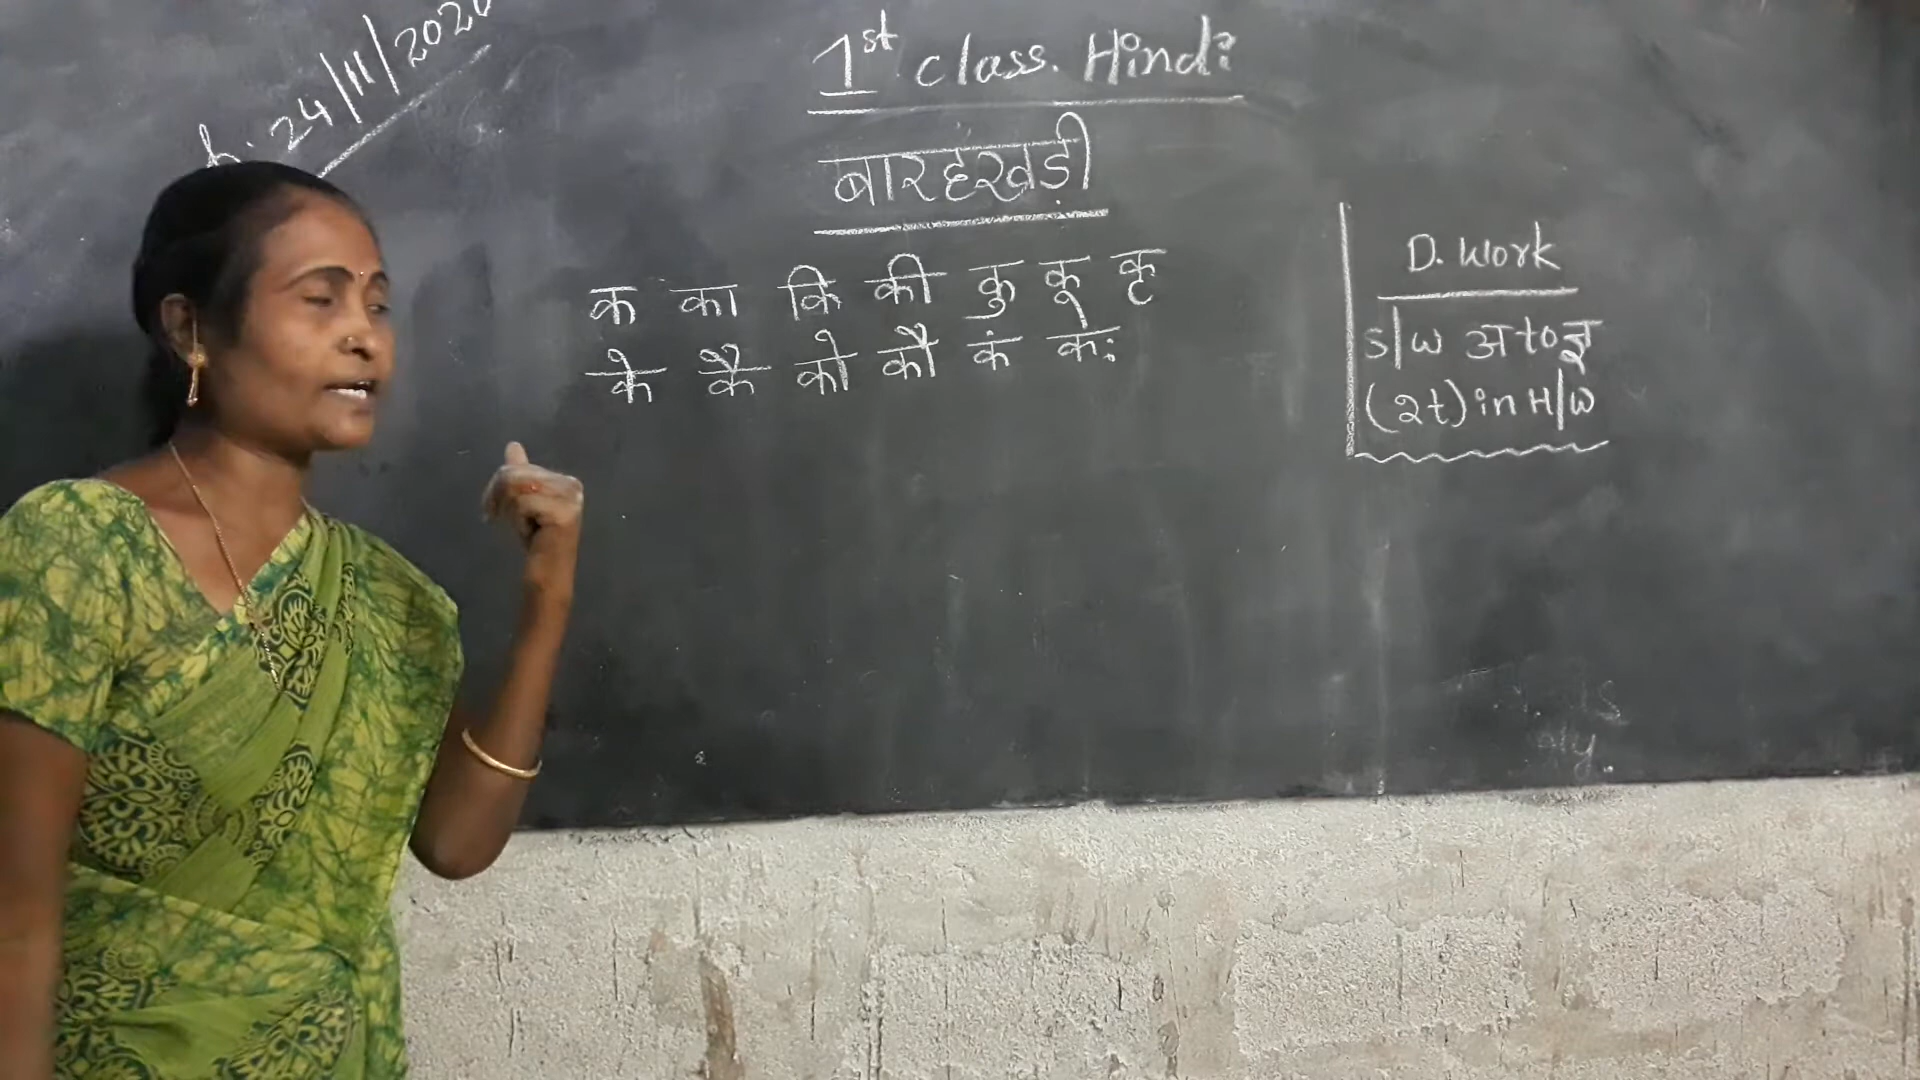 24/11/2020
1st class. Hindi
बारहखड़ी
क का कि की कु कू कृ
के कै को कौ कं कः
D. Work
S/W अ to ज्ञ
(2t) in H/W